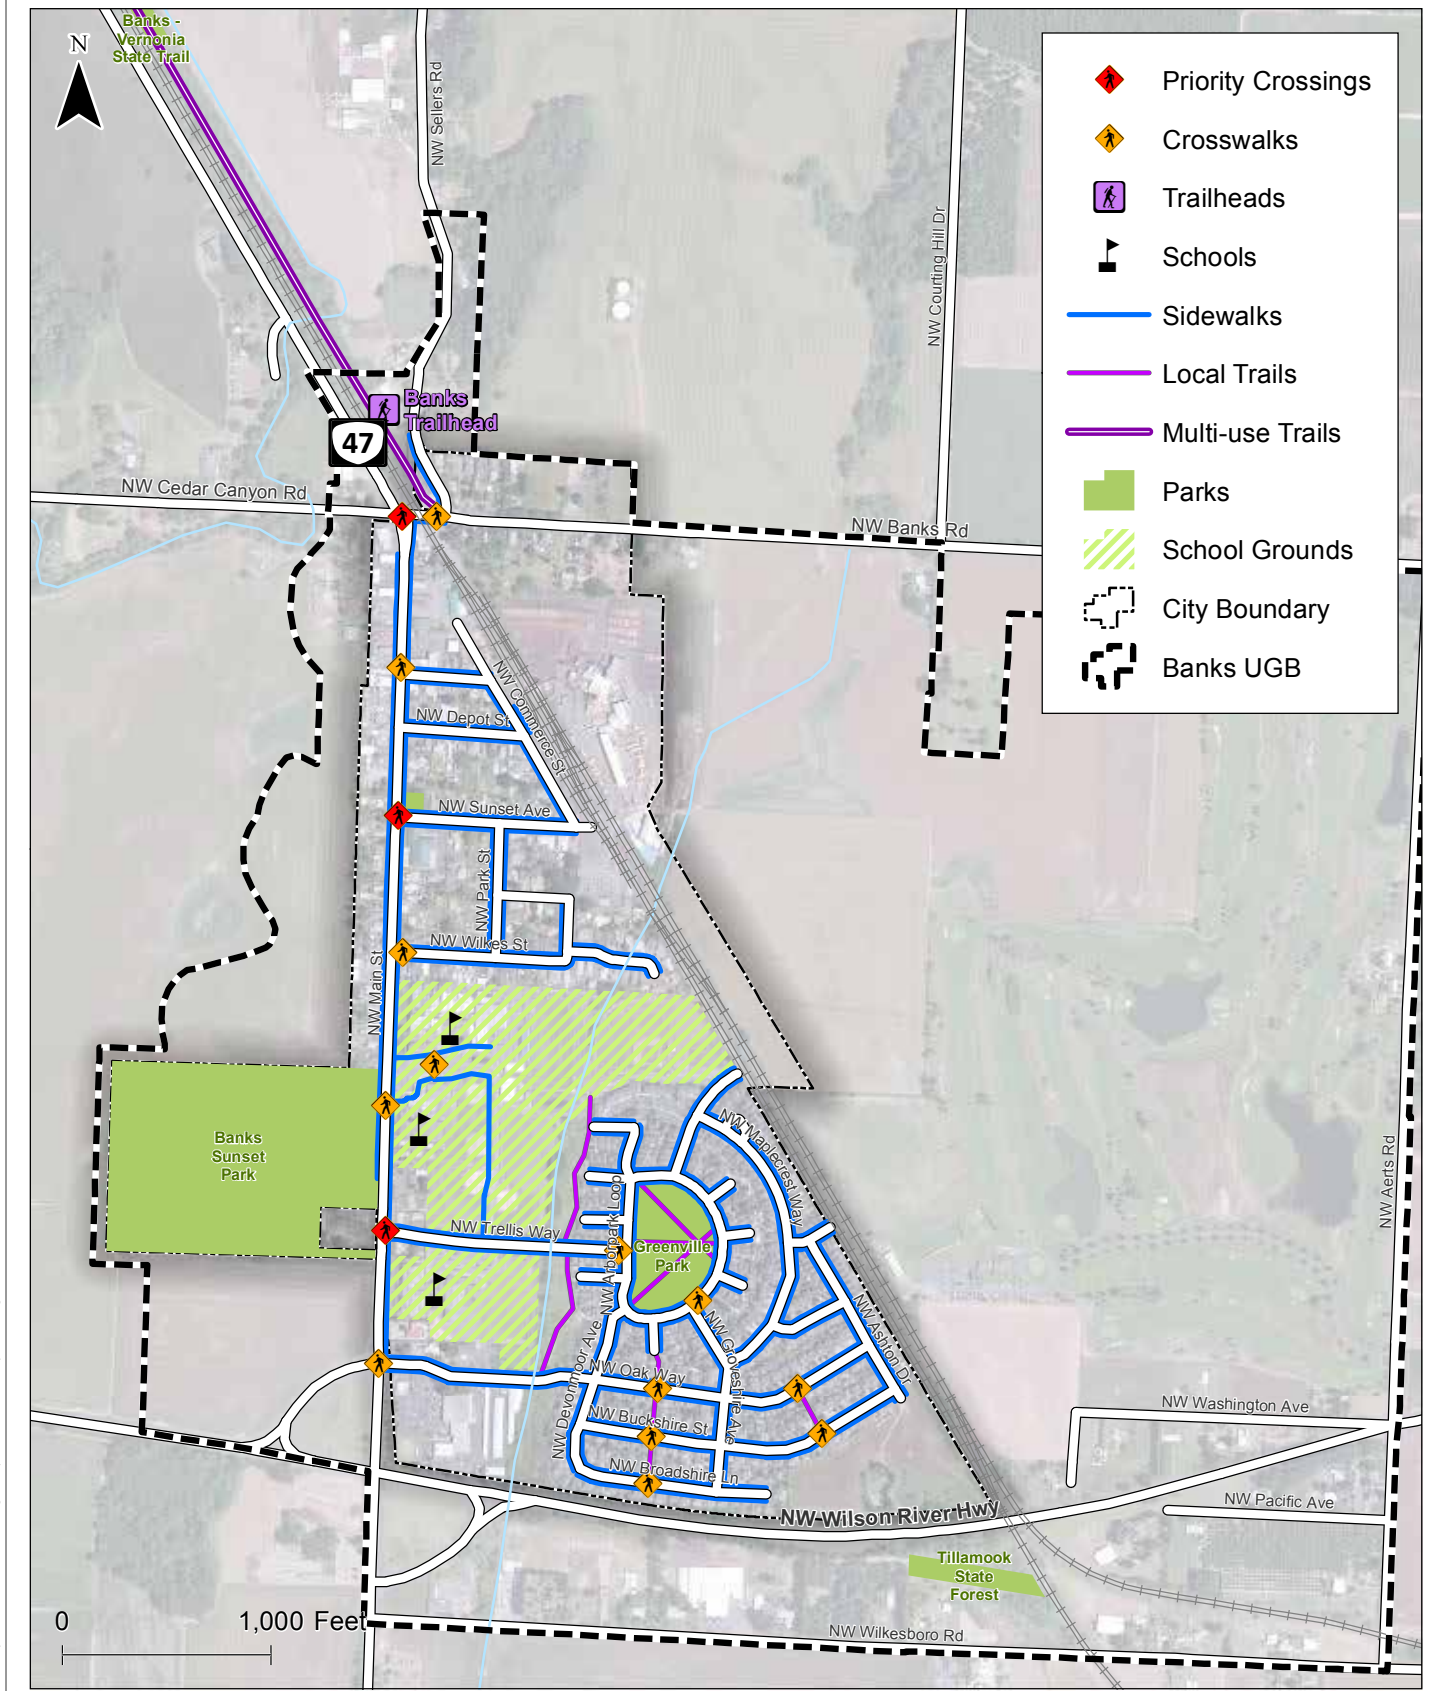 Banks -
Vernonia
State Trail
N
NW Sellers Rd
NW Courting Hill Dr
Priority Crossings
Crosswalks
Trailheads
Schools
Sidewalks
Local Trails
Multi-use Trails
Parks
School Grounds
City Boundary
Banks UGB
Banks
Trailhead
47
NW Cedar Canyon Rd
NW Banks Rd
NW Commerce St
NW Depot St
NW Sunset Ave
NW Park St
NW Wilkes St
NW Main St
Banks
Sunset
Park
NW Maplecrest Way
NW Aerts Rd
NW Arborpark Loop
NW Trellis Way
Greenville
Park
NW Ashton Dr
NW Groveshire Ave
NW Devonmoor Ave
NW Oak Way
NW Buckshire St
NW Broadshire Ln
NW Washington Ave
NW Pacific Ave
NW Wilson River Hwy
Tillamook
State
Forest
0 1,000 Feet
NW Wilkesboro Rd